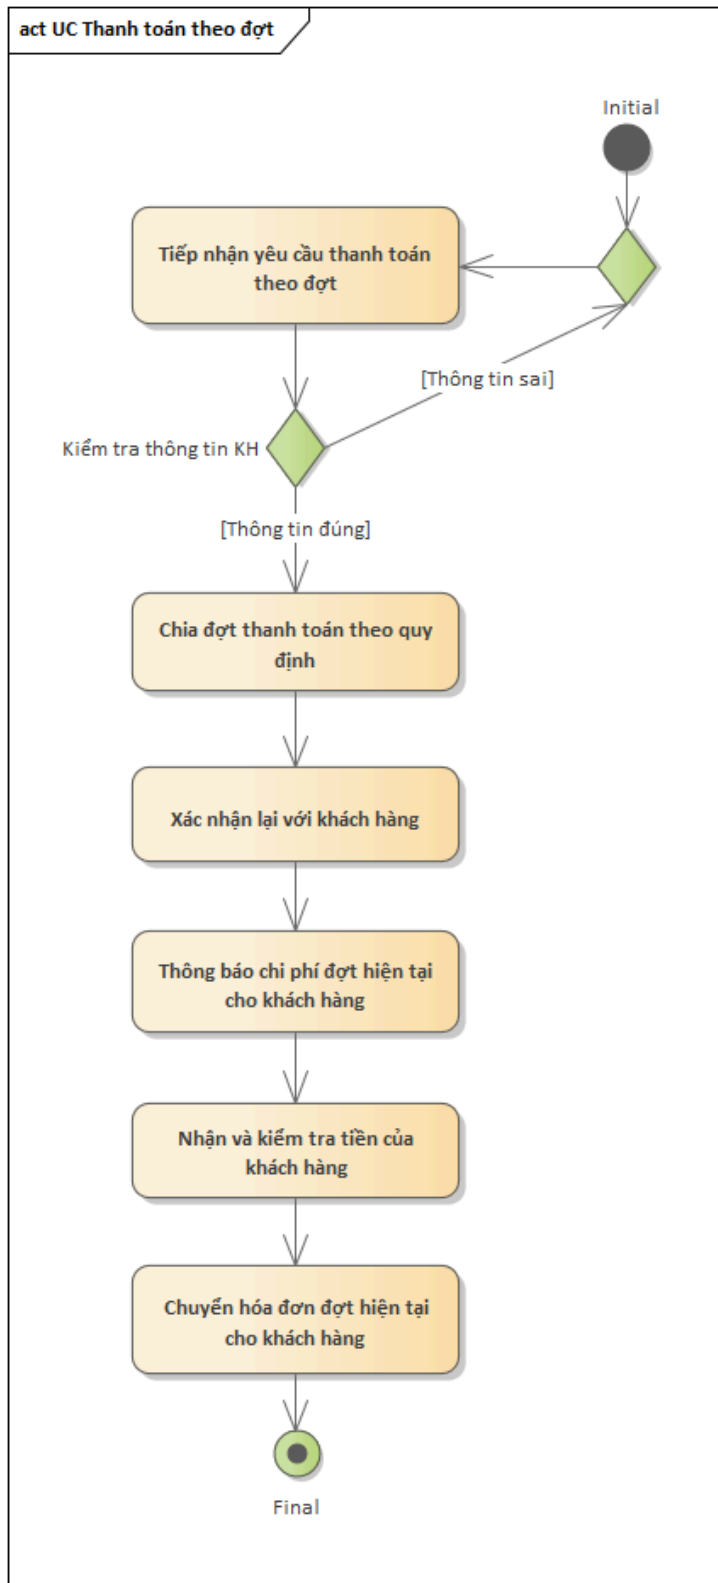 act UC Thanh toán theo đợt
Initial
Tiếp nhận yêu cầu thanh toán
theo đợt
[Thông tin sai]
Kiểm tra thông tin KH
[Thông tin đúng]
Chia đợt thanh toán theo quy
định
Xác nhận lại với khách hàng
Thông báo chi phí đợt hiện tại
cho khách hàng
Nhận và kiểm tra tiền của
khách hàng
Chuyển hóa đơn đợt hiện tại
cho khách hàng
Final